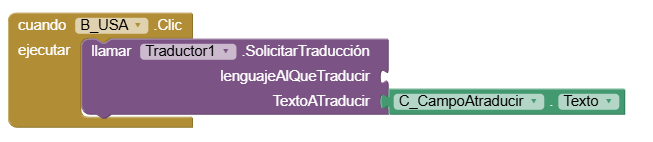 cuando B_USA .Clic
ejecutar llamar Traductor1 .SolicitarTraducción
lenguajeAlQueTraducir
TextoATraducir C_CampoAtraducir . Texto